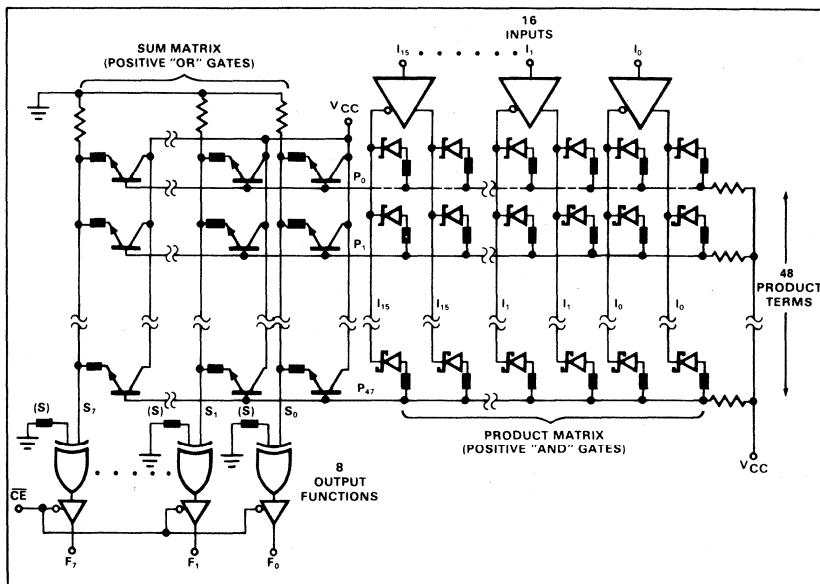 16
INPUTS
SUM MATRIX
(POSITIVE "OR" GATES)
I15
I1
I0
VCC
P0
P1
48
PRODUCT
TERMS
I15
I15
I1
I1
I0
I0
P47
(S)
S7
(S)
S1
(S)
S0
PRODUCT MATRIX
(POSITIVE "AND" GATES)
8
OUTPUT
FUNCTIONS
VCC
CE
F7
F1
F0